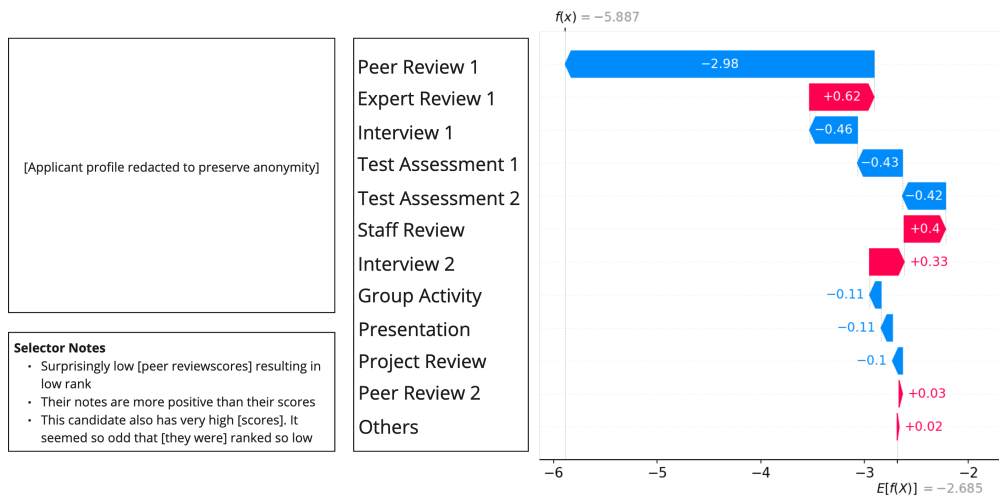 f(x) = −5.887
[Applicant profile redacted to preserve anonymity]
Selector Notes
• Surprisingly low [peer reviewscores] resulting in
low rank
• Their notes are more positive than their scores
• This candidate also has very high [scores]. It
seemed so odd that [they were] ranked so low
Peer Review 1
Expert Review 1
Interview 1
Test Assessment 1
Test Assessment 2
Staff Review
Interview 2
Group Activity
Presentation
Project Review
Peer Review 2
Others
−2.98
+0.62
−0.46
−0.43
−0.42
+0.4
+0.33
−0.11
−0.11
−0.1
+0.03
+0.02
−6 −5 −4 −3 −2
E[f(X)] = −2.685